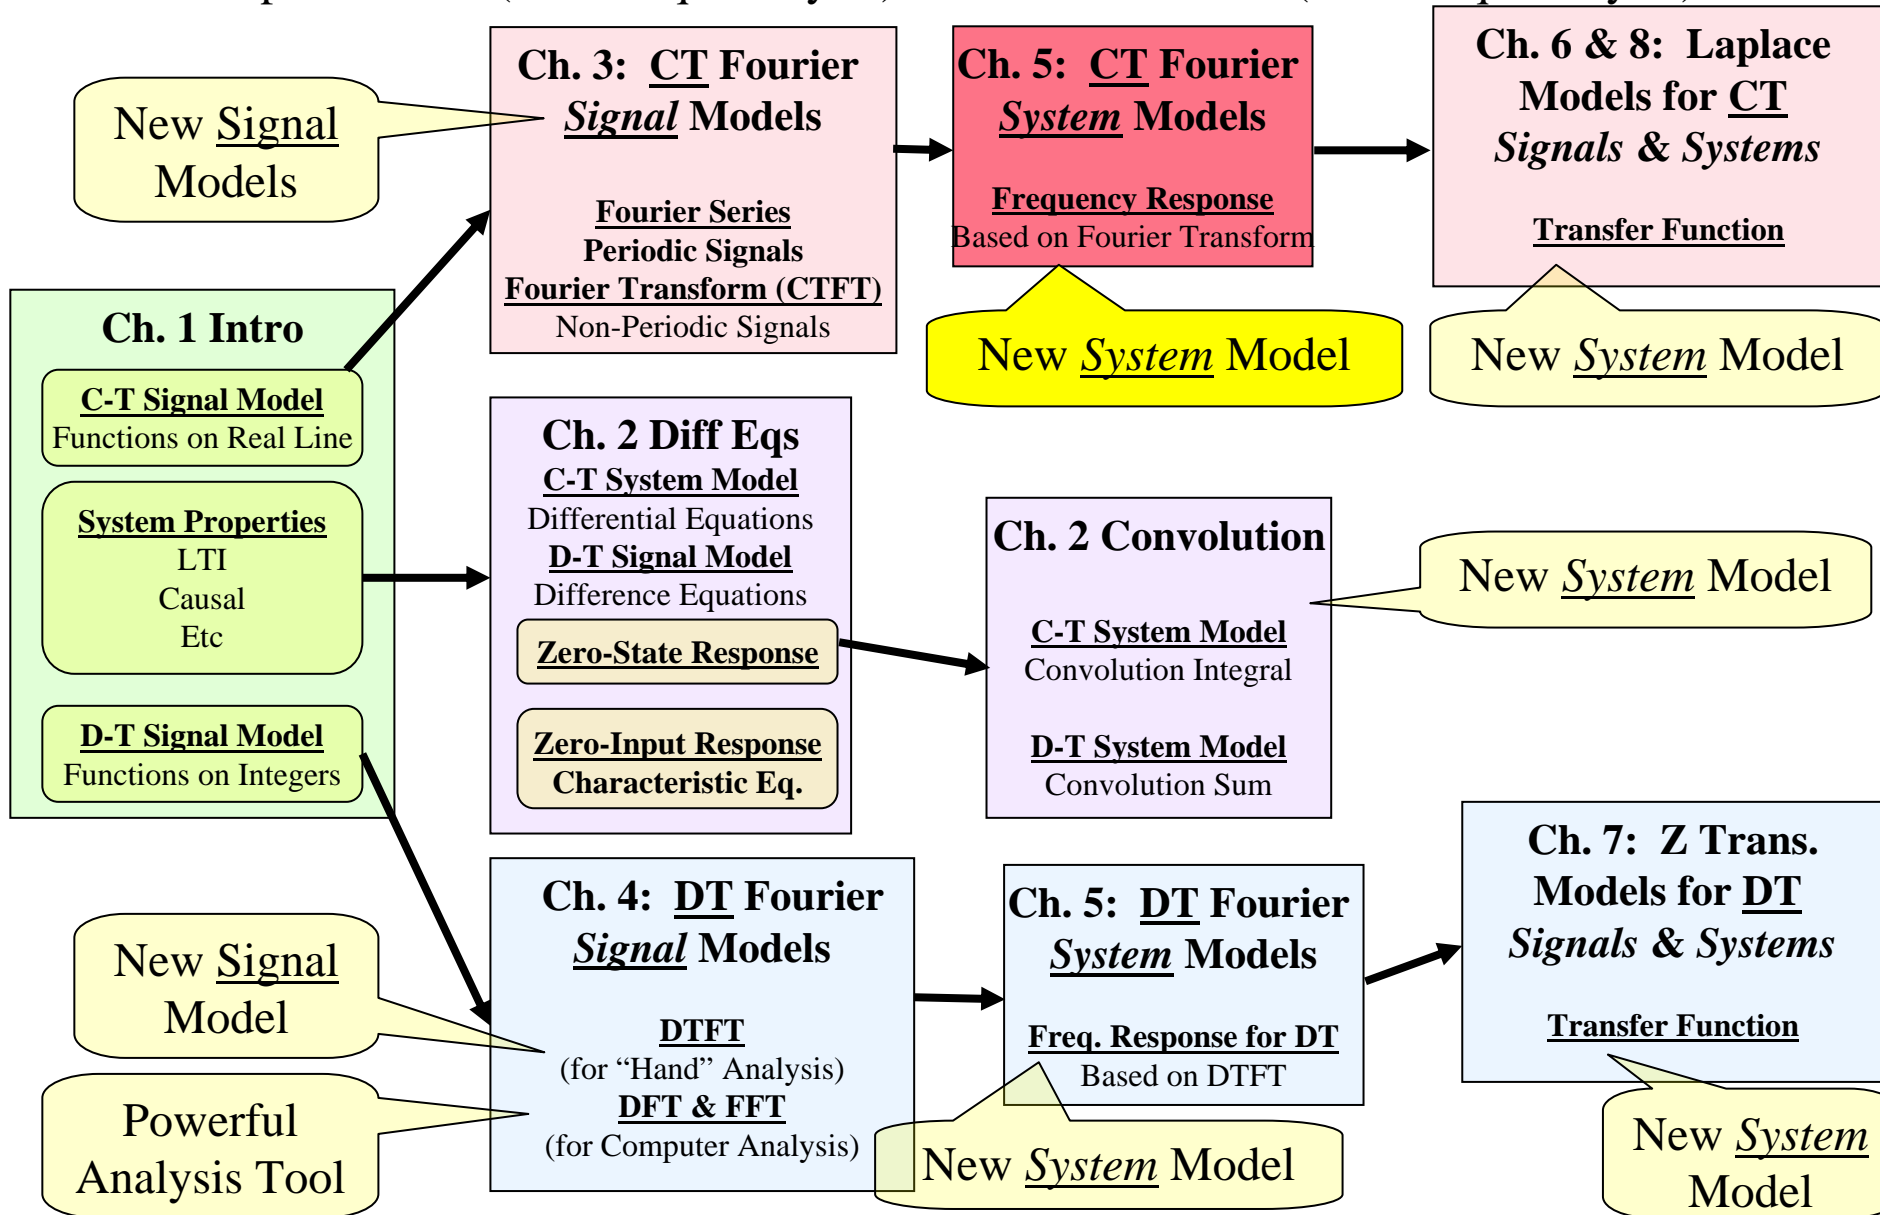 New Signal
Models
Ch. 3: CT Fourier
Signal Models
Fourier Series
Periodic Signals
Fourier Transform (CTFT)
Non-Periodic Signals
Ch. 5: CT Fourier
System Models
Frequency Response
Based on Fourier Transform
New System Model
Ch. 6 & 8: Laplace
Models for CT
Signals & Systems
Transfer Function
New System Model
Ch. 1 Intro
C-T Signal Model
Functions on Real Line
System Properties
LTI
Causal
Etc
D-T Signal Model
Functions on Integers
Ch. 2 Diff Eqs
C-T System Model
Differential Equations
D-T Signal Model
Difference Equations
Zero-State Response
Zero-Input Response
Characteristic Eq.
Ch. 2 Convolution
C-T System Model
Convolution Integral
D-T System Model
Convolution Sum
New System Model
New Signal
Model
Powerful
Analysis Tool
Ch. 4: DT Fourier
Signal Models
DTFT
(for “Hand” Analysis)
DFT & FFT
(for Computer Analysis)
Ch. 5: DT Fourier
System Models
Freq. Response for DT
Based on DTFT
New System Model
Ch. 7: Z Trans.
Models for DT
Signals & Systems
Transfer Function
New System
Model